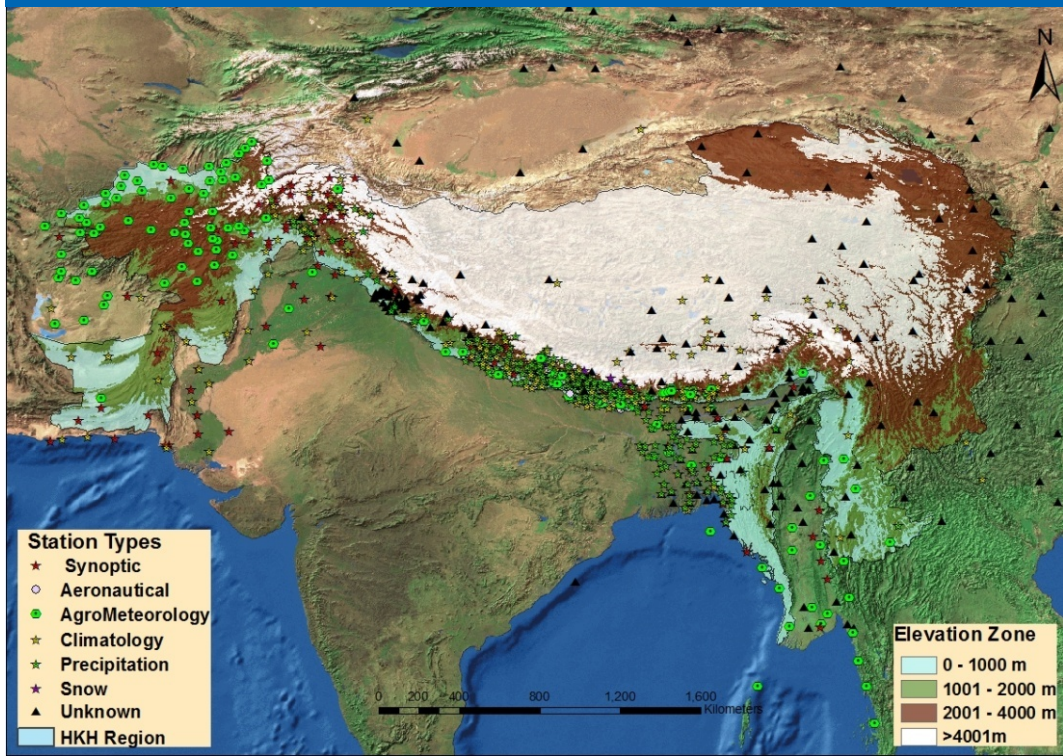 N
Station Types
Synoptic
Aeronautical
AgroMeteorology
Climatology
Precipitation
Snow
Unknown
HKH Region
0 200 400 800 1,200 1,600
Kilometers
Elevation Zone
0 - 1000 m
1001 - 2000 m
2001 - 4000 m
>4001m